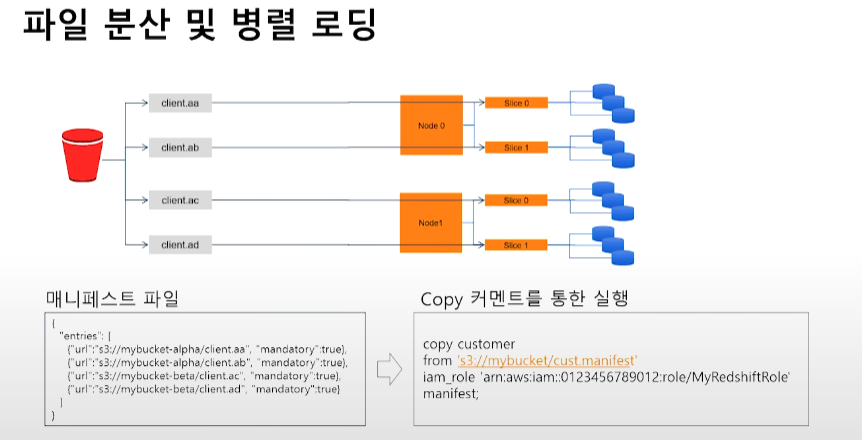 파일 분산 및 병렬 로딩
client.aa
client.ab
client.ac
client.ad
Node 0
Node1
Slice 0
Slice 1
Slice 0
Slice 1
매니페스트 파일
{
"entries": [
{"url":"s3://mybucket-alpha/client.aa", "mandatory":true},
{"url":"s3://mybucket-alpha/client.ab", "mandatory":true},
{"url":"s3://mybucket-beta/client.ac", "mandatory":true},
{"url":"s3://mybucket-beta/client.ad", "mandatory":true}
]
}
Copy 커멘트를 통한 실행
copy customer
from 's3://mybucket/cust.manifest'
iam_role 'arn:aws:iam::0123456789012:role/MyRedshiftRole'
manifest;